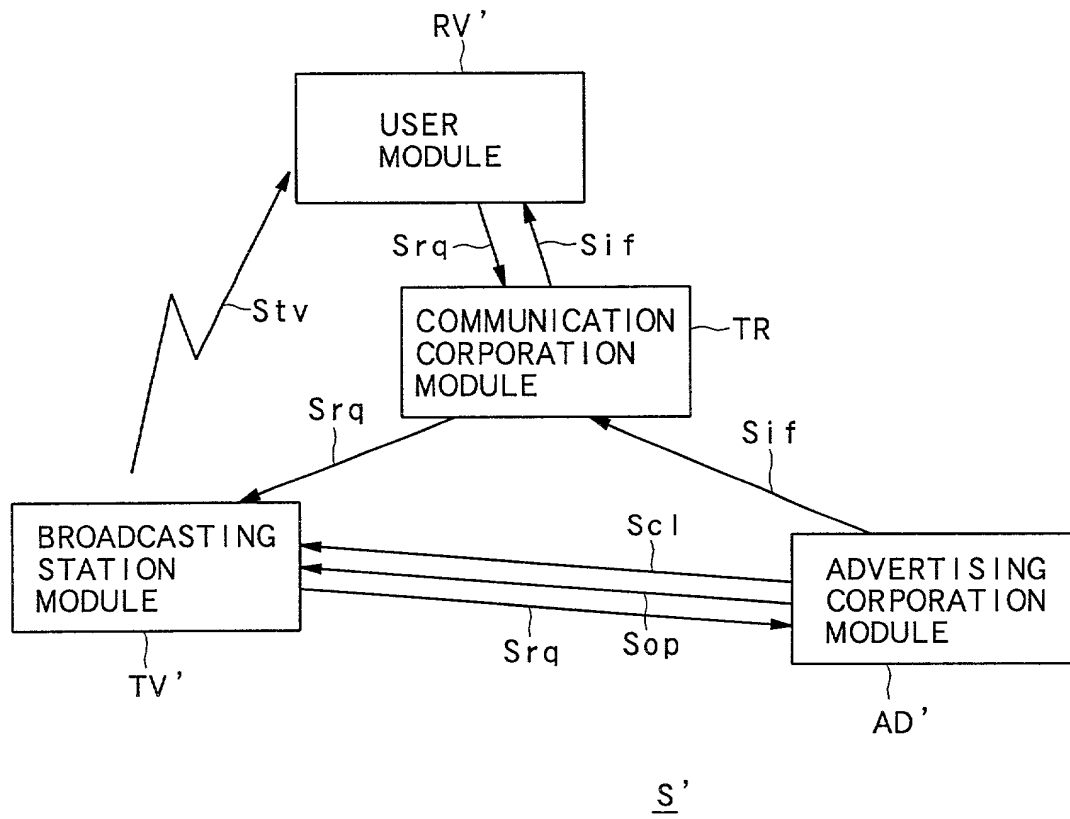 RV'
USER
MODULE
Srq
Sif
Stv
COMMUNICATION
CORPORATION
MODULE
TR
Srq
Sif
BROADCASTING
STATION
MODULE
Scl
ADVERTISING
CORPORATION
MODULE
Srq
Sop
TV'
AD'
S'